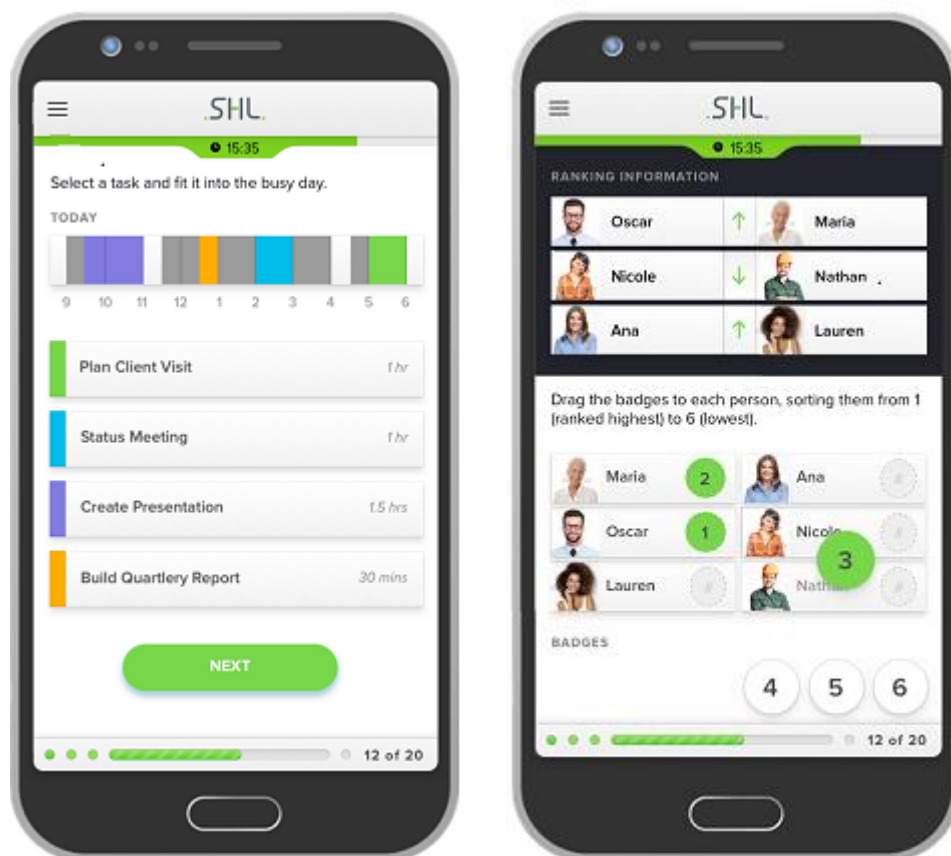 .SHL.
15:35
Select a task and fit it into the busy day.
TODAY
9 10 11 12 1 2 3 4 5 6
Plan Client Visit 1 hr
Status Meeting 1 hr
Create Presentation 1.5 hrs
Build Quartlery Report 30 mins
NEXT
12 of 20
.SHL.
15:35
RANKING INFORMATION
Oscar ↑ Maria
Nicole ↓ Nathan
Ana ↑ Lauren
Drag the badges to each person, sorting them from 1
(ranked highest) to 6 (lowest).
Maria 2 Ana #
Oscar 1 Nicole #
3
Lauren # Nathan #
BADGES
4 5 6
12 of 20